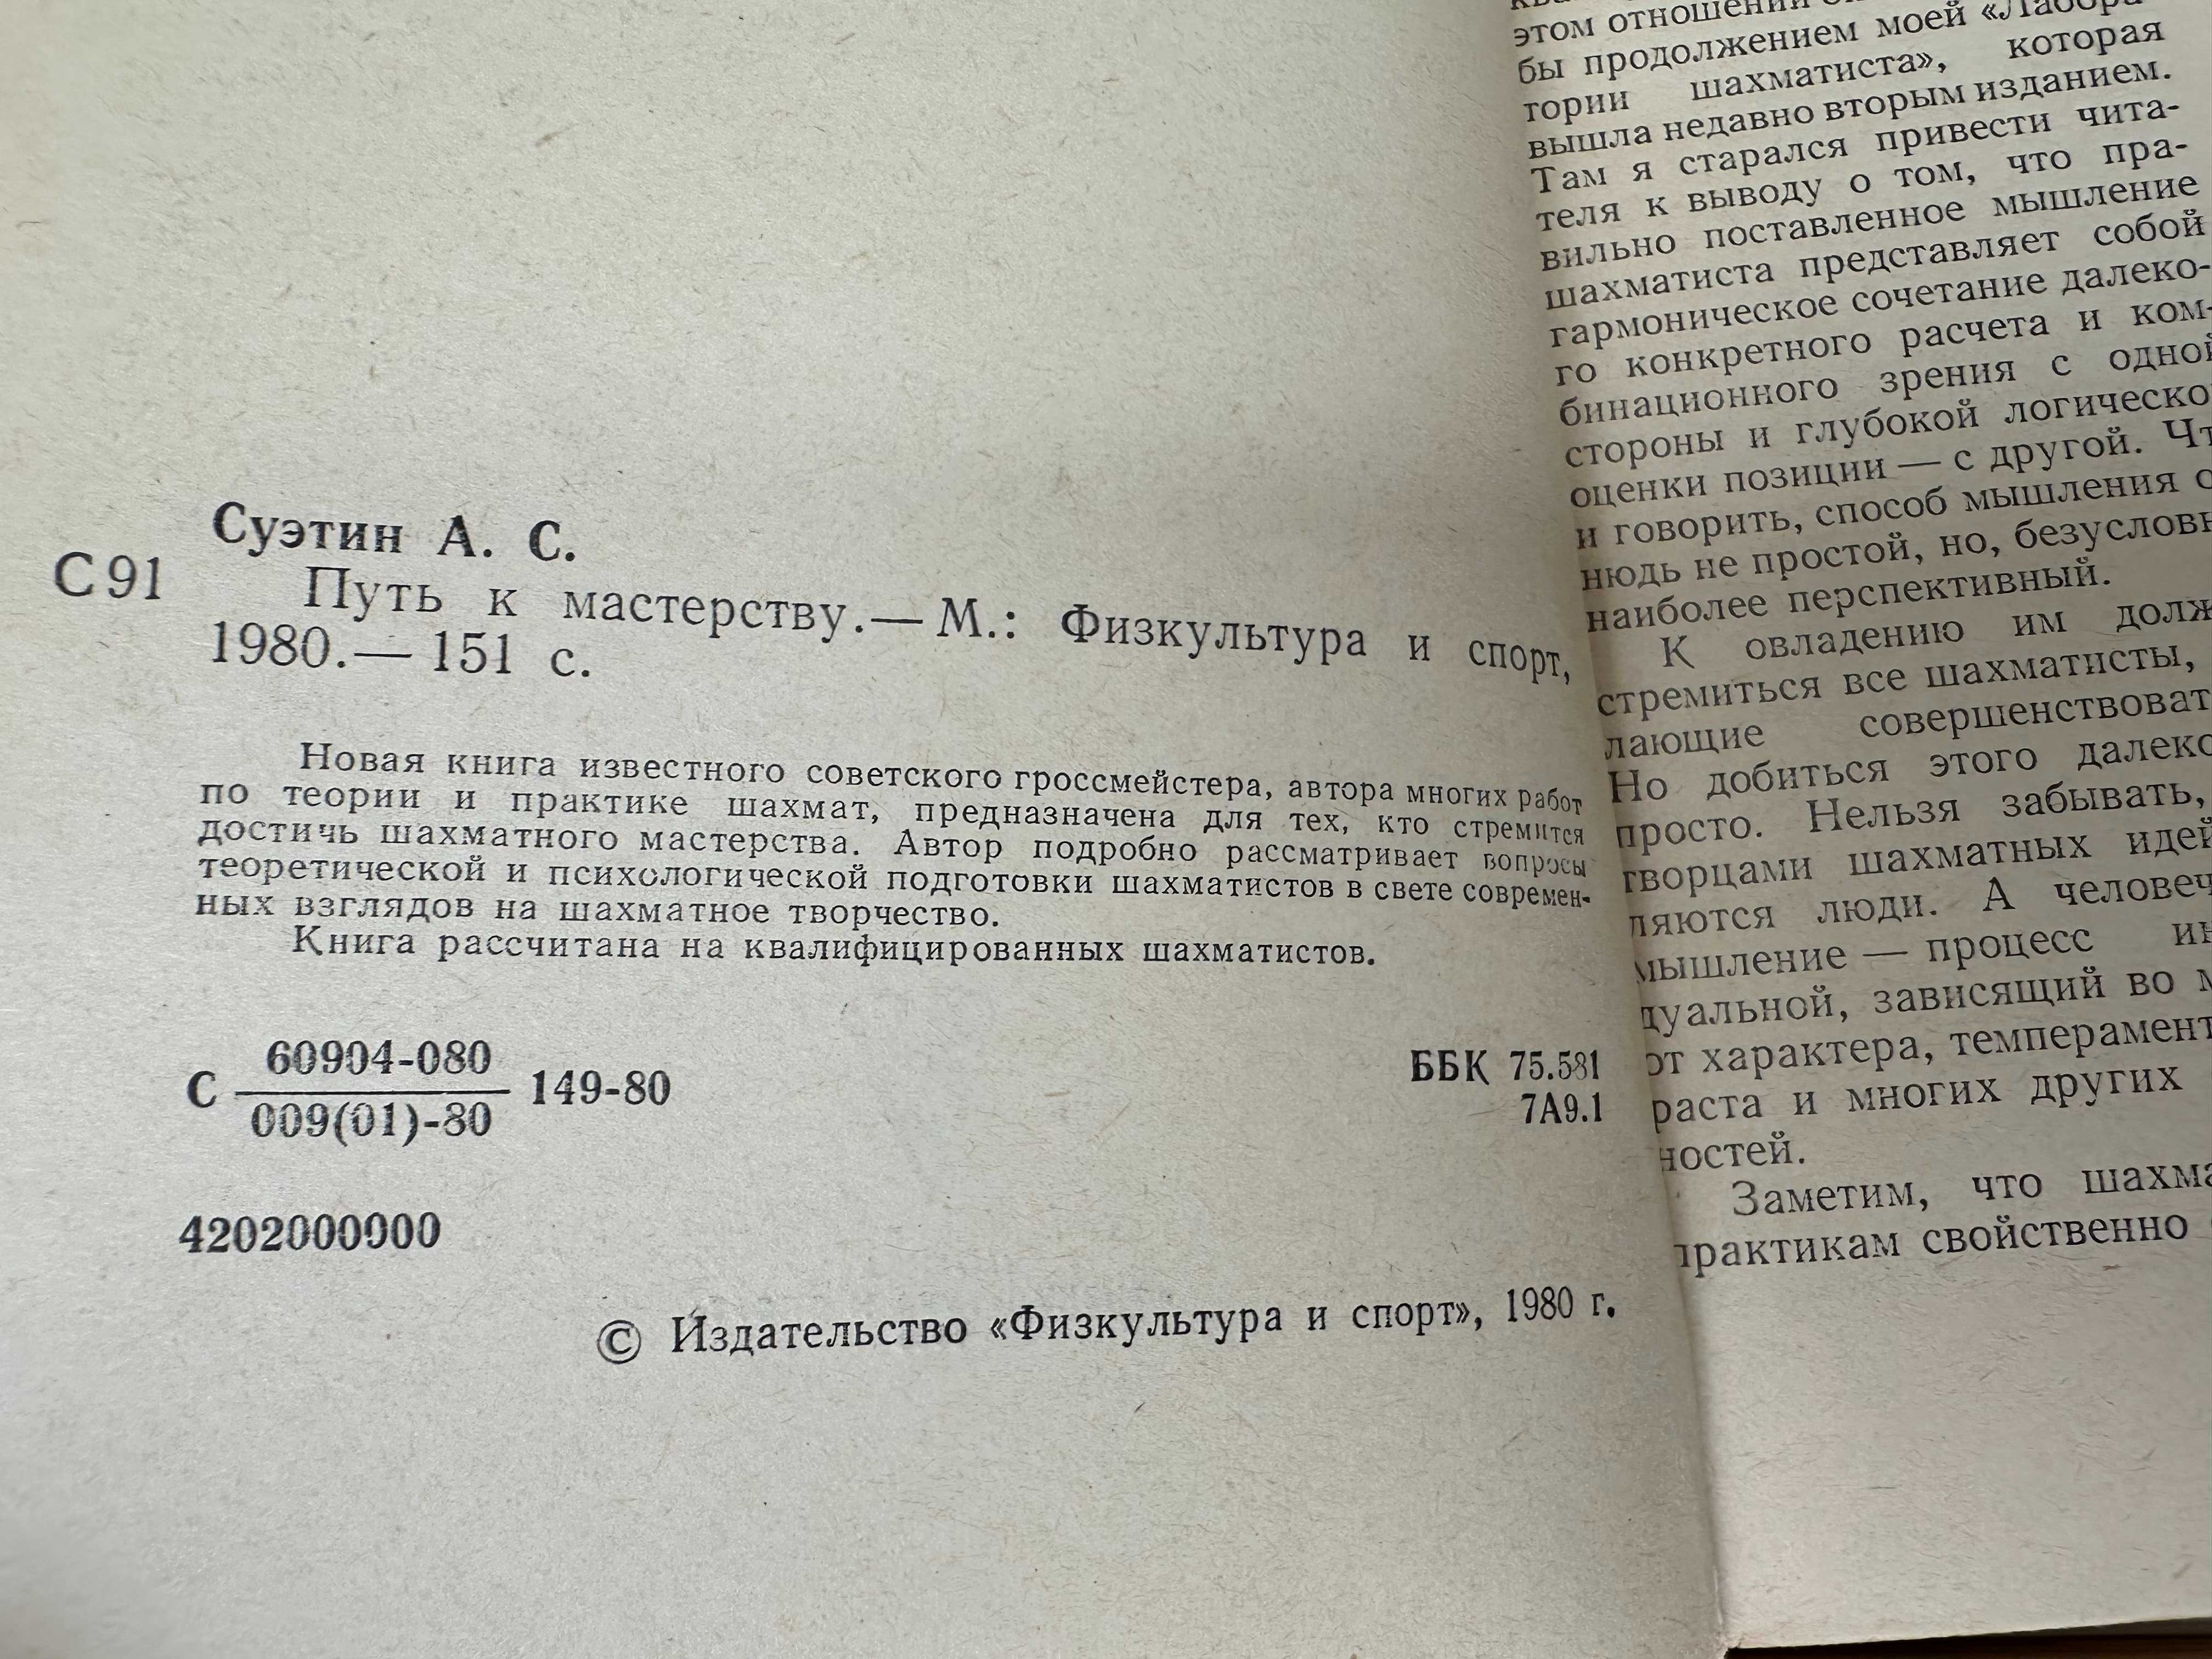 Суэтин А. С.
С 91
Путь к мастерству.— М.: Физкультура и спорт,
1980.— 151 с.
Новая книга известного советского гроссмейстера, автора многих работ
по теории и практике шахмат, предназначена для тех, кто стремится
достичь шахматного мастерства. Автор подробно рассматривает вопросы
теоретической и психологической подготовки шахматистов в свете современ-
ных взглядов на шахматное творчество.
Книга рассчитана на квалифицированных шахматистов.
60904-080
С 149-80
009(01)-80
ББК 75.581
7А9.1
4202000000
© Издательство «Физкультура и спорт», 1980 г.
этом отношении
бы продолжением моей «Лабора-
тории шахматиста», которая
вышла недавно вторым изданием.
Там я старался привести чита-
теля к выводу о том, что пра-
вильно поставленное мышление
шахматиста представляет собой
гармоническое сочетание далеко-
го конкретного расчета и ком-
бинационного зрения с одной
стороны и глубокой логической
оценки позиции — с другой. Чт
и говорить, способ мышления о
нюдь не простой, но, безусловн
наиболее перспективный.
К овладению им долж
стремиться все шахматисты,
лающие совершенствоват
Но добиться этого далеко
просто. Нельзя забывать,
творцами шахматных идей
ляются люди. А человеч
мышление — процесс ин
дуальной, зависящий во м
от характера, темперамент
раста и многих других
ностей.
Заметим, что шахма
практикам свойственно